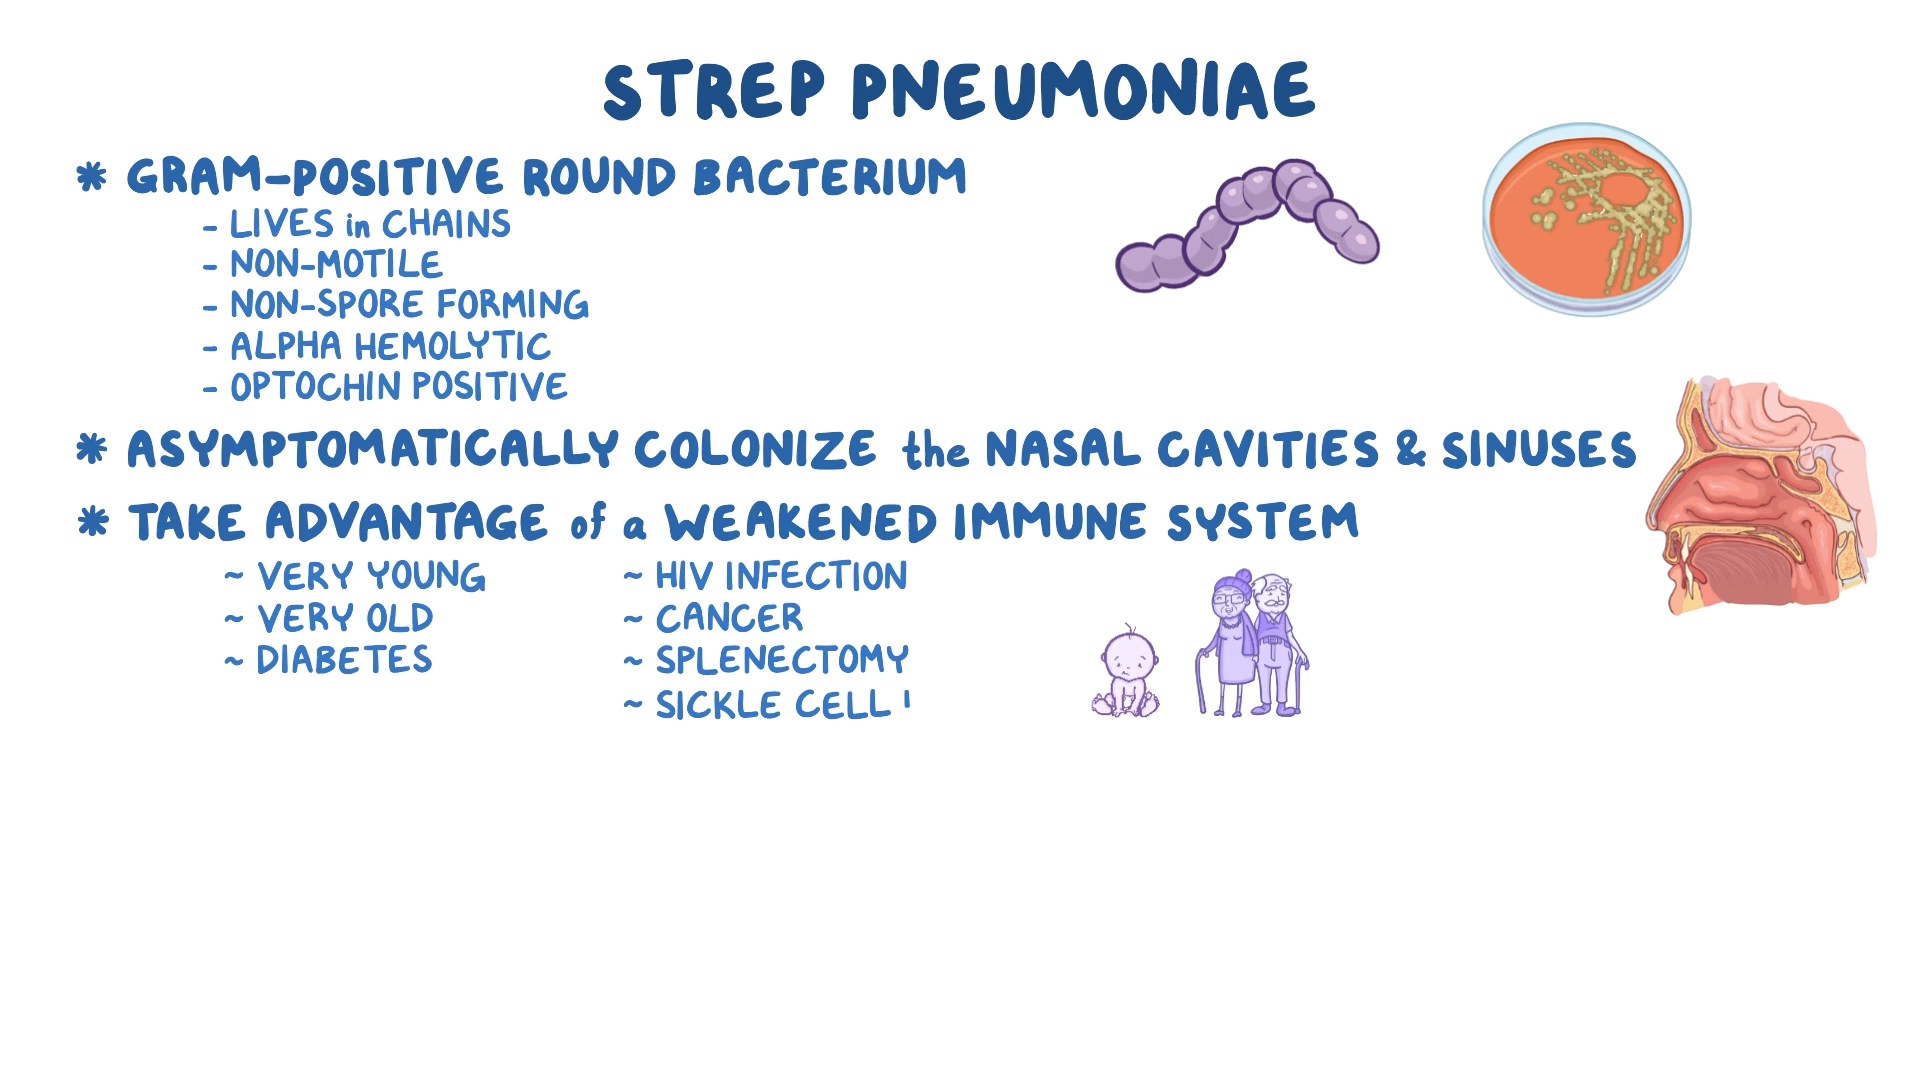 STREP PNEUMONIAE
* GRAM-POSITIVE ROUND BACTERIUM
- LIVES in CHAINS
- NON-MOTILE
- NON-SPORE FORMING
- ALPHA HEMOLYTIC
- OPTOCHIN POSITIVE
* ASYMPTOMATICALLY COLONIZE the NASAL CAVITIES & SINUSES
* TAKE ADVANTAGE of a WEAKENED IMMUNE SYSTEM
~ VERY YOUNG
~ VERY OLD
~ DIABETES
~ HIV INFECTION
~ CANCER
~ SPLENECTOMY
~ SICKLE CELL